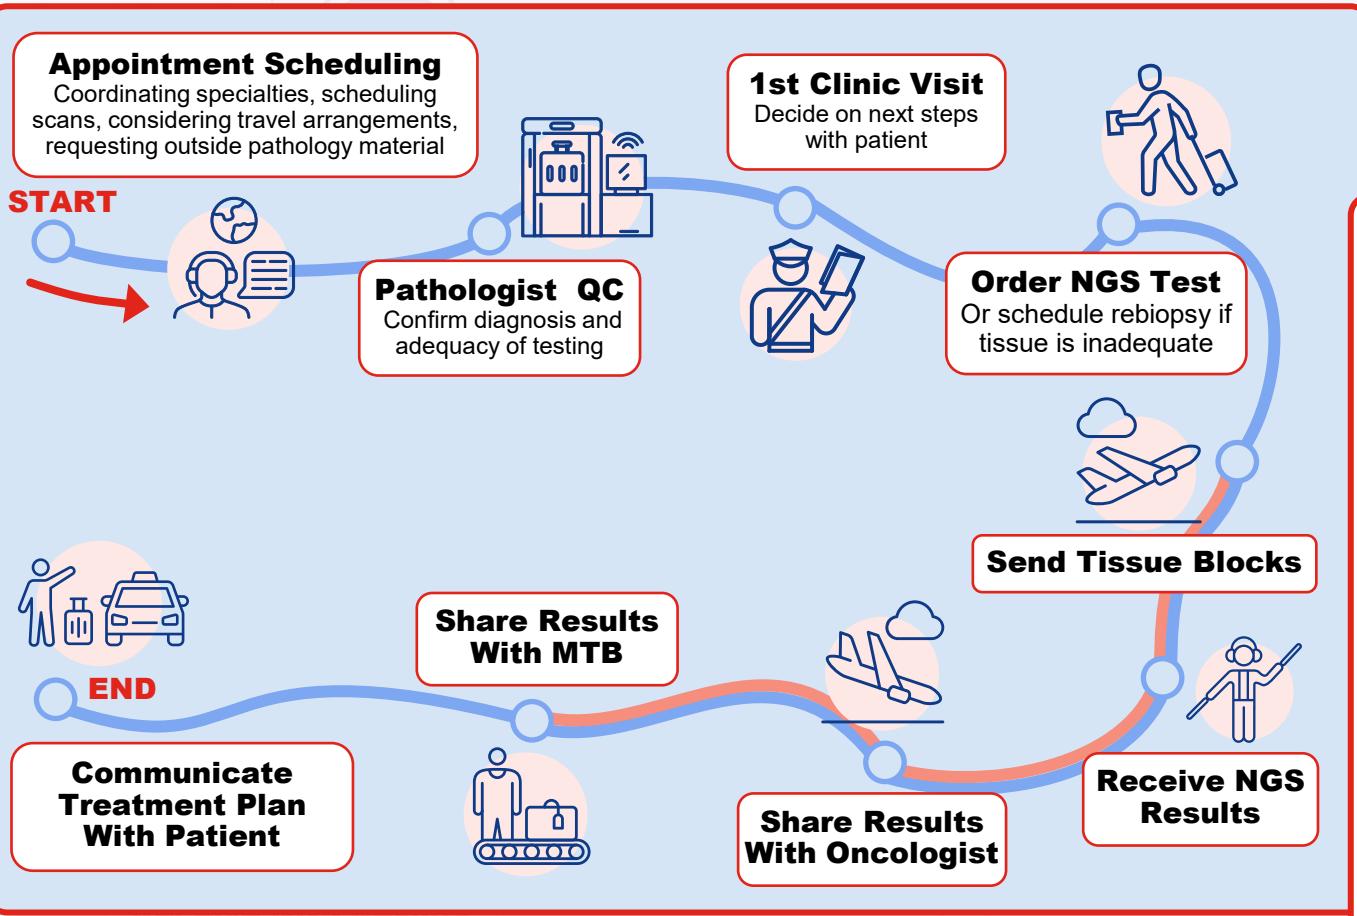 Appointment Scheduling
Coordinating specialties, scheduling
scans, considering travel arrangements,
requesting outside pathology material
START
Pathologist QC
Confirm diagnosis and
adequacy of testing
1st Clinic Visit
Decide on next steps
with patient
Order NGS Test
Or schedule rebiopsy if
tissue is inadequate
Send Tissue Blocks
Receive NGS
Results
Share Results
With Oncologist
Share Results
With MTB
END
Communicate
Treatment Plan
With Patient